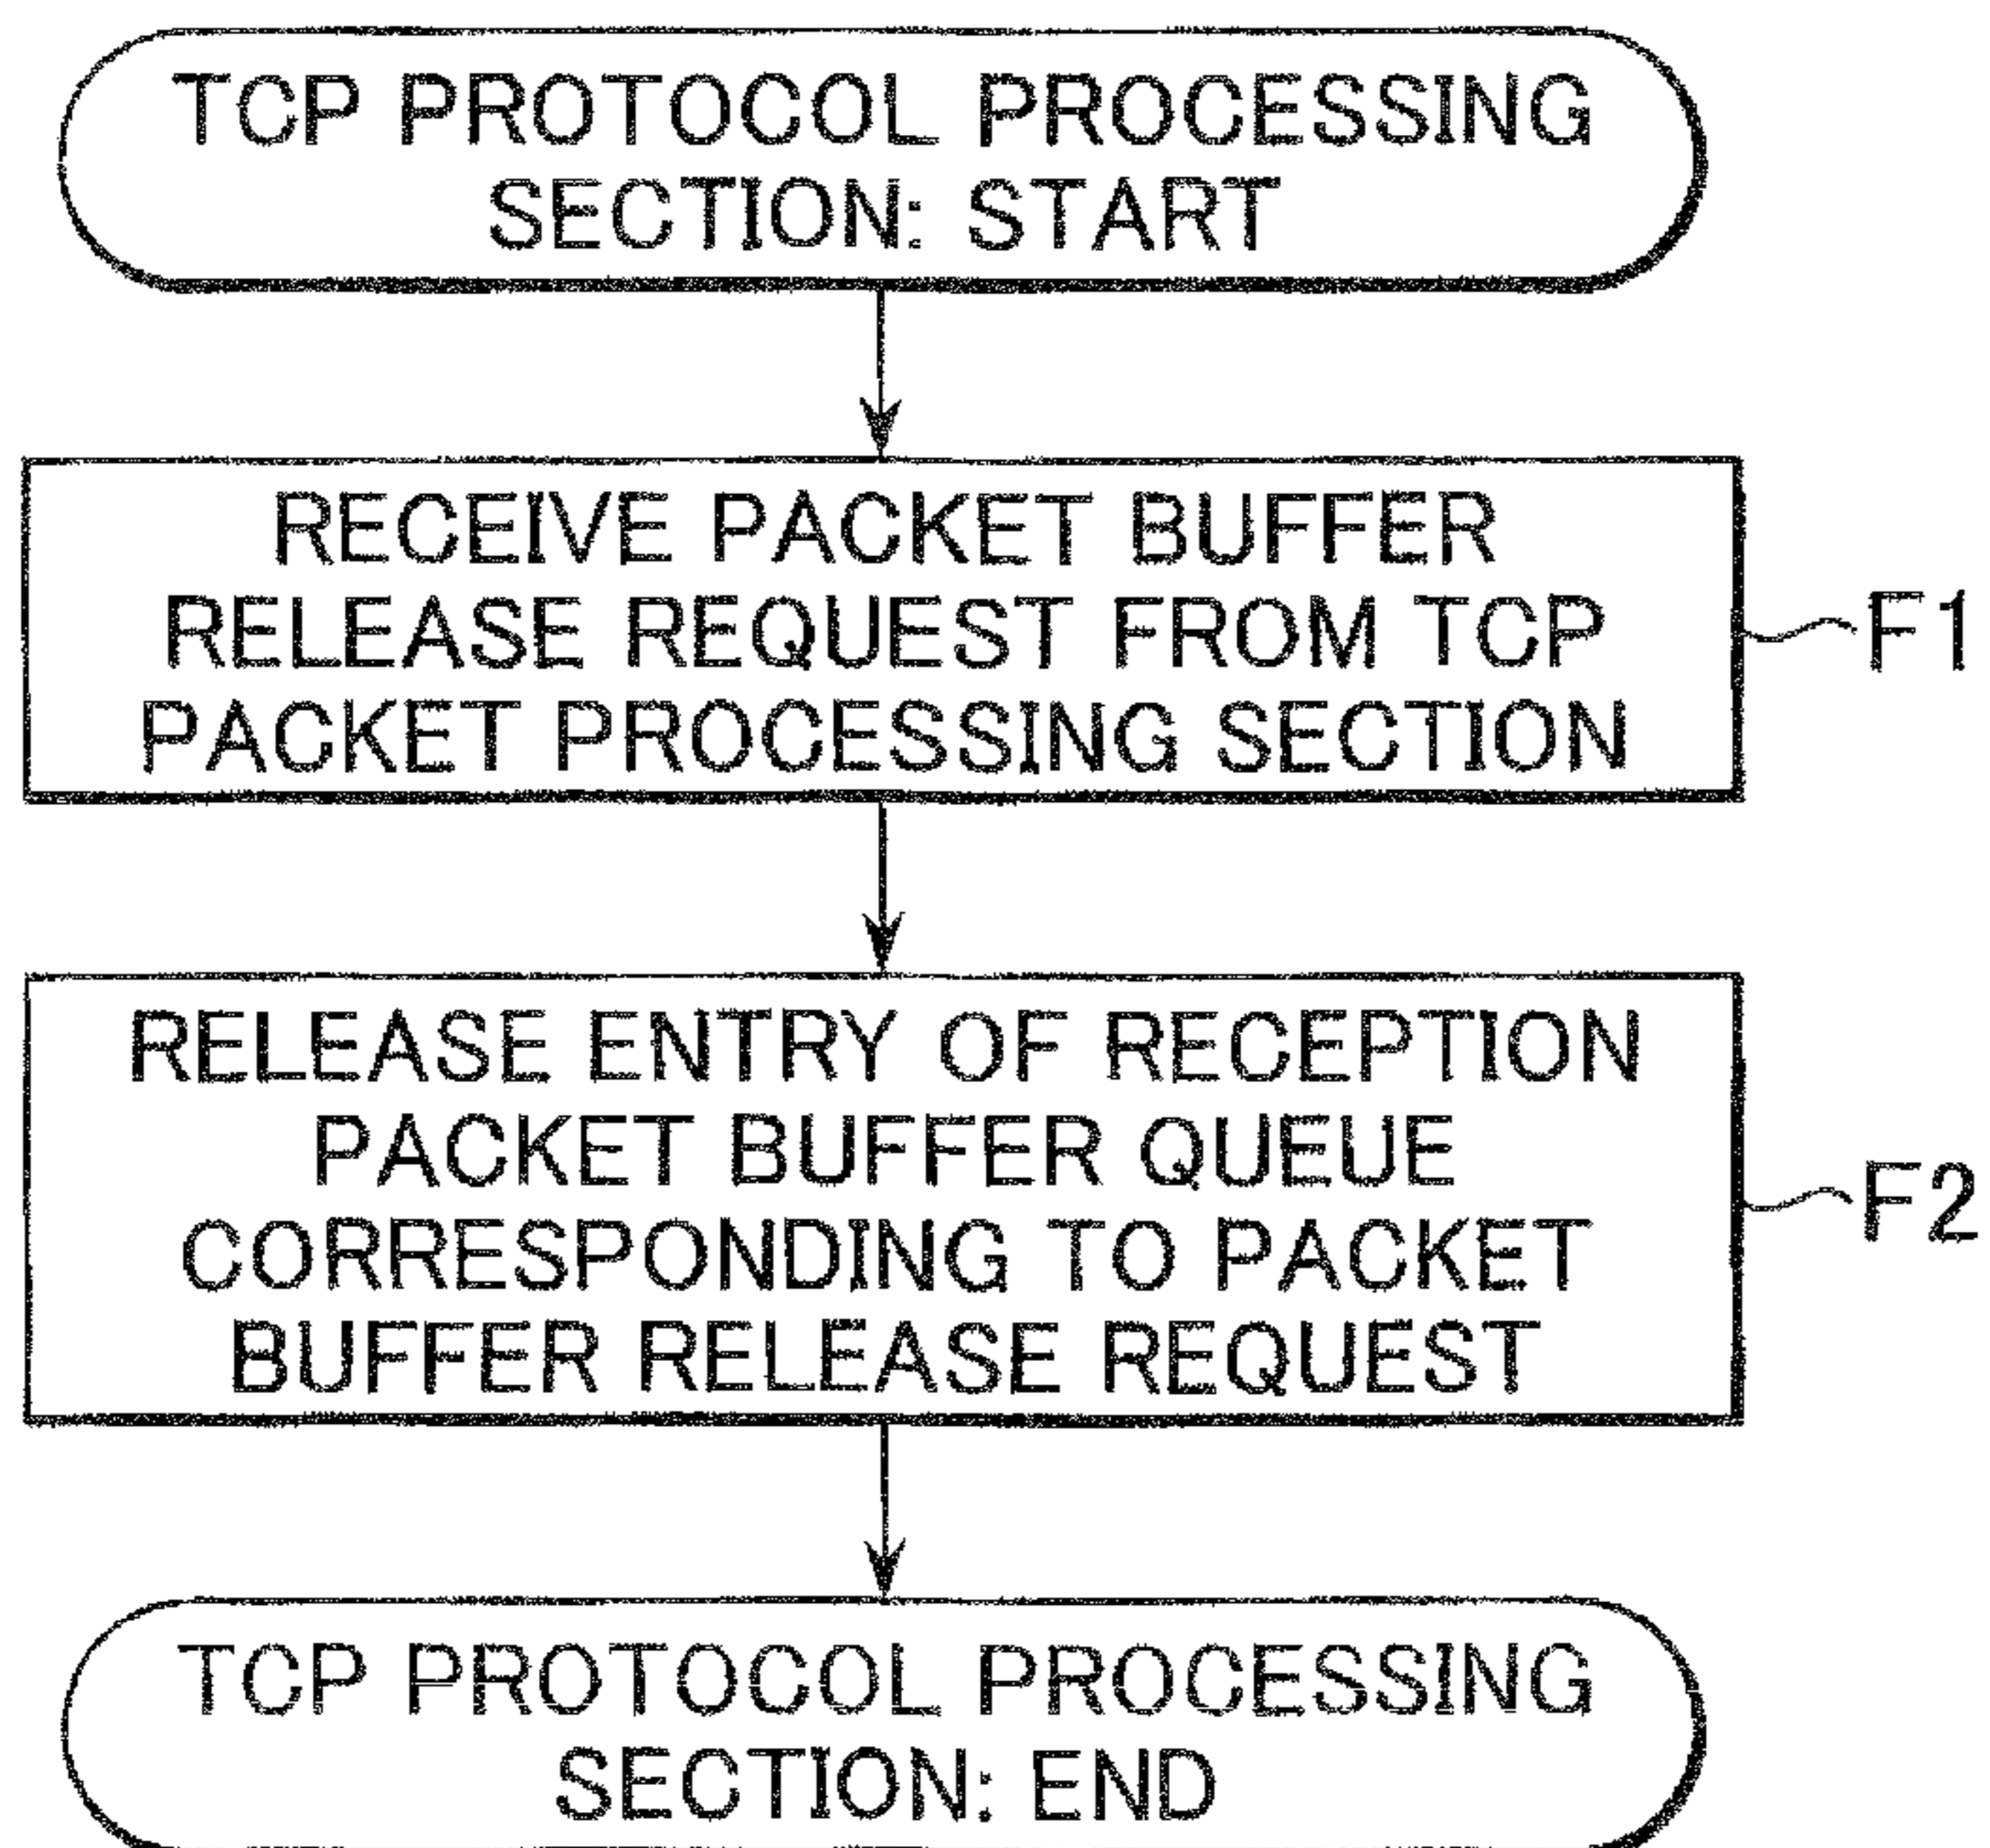 TCP PROTOCOL PROCESSING
SECTION: START
RECEIVE PACKET BUFFER
RELEASE REQUEST FROM TCP
PACKET PROCESSING SECTION
F1
RELEASE ENTRY OF RECEPTION
PACKET BUFFER QUEUE
CORRESPONDING TO PACKET
BUFFER RELEASE REQUEST
F2
TCP PROTOCOL PROCESSING
SECTION: END